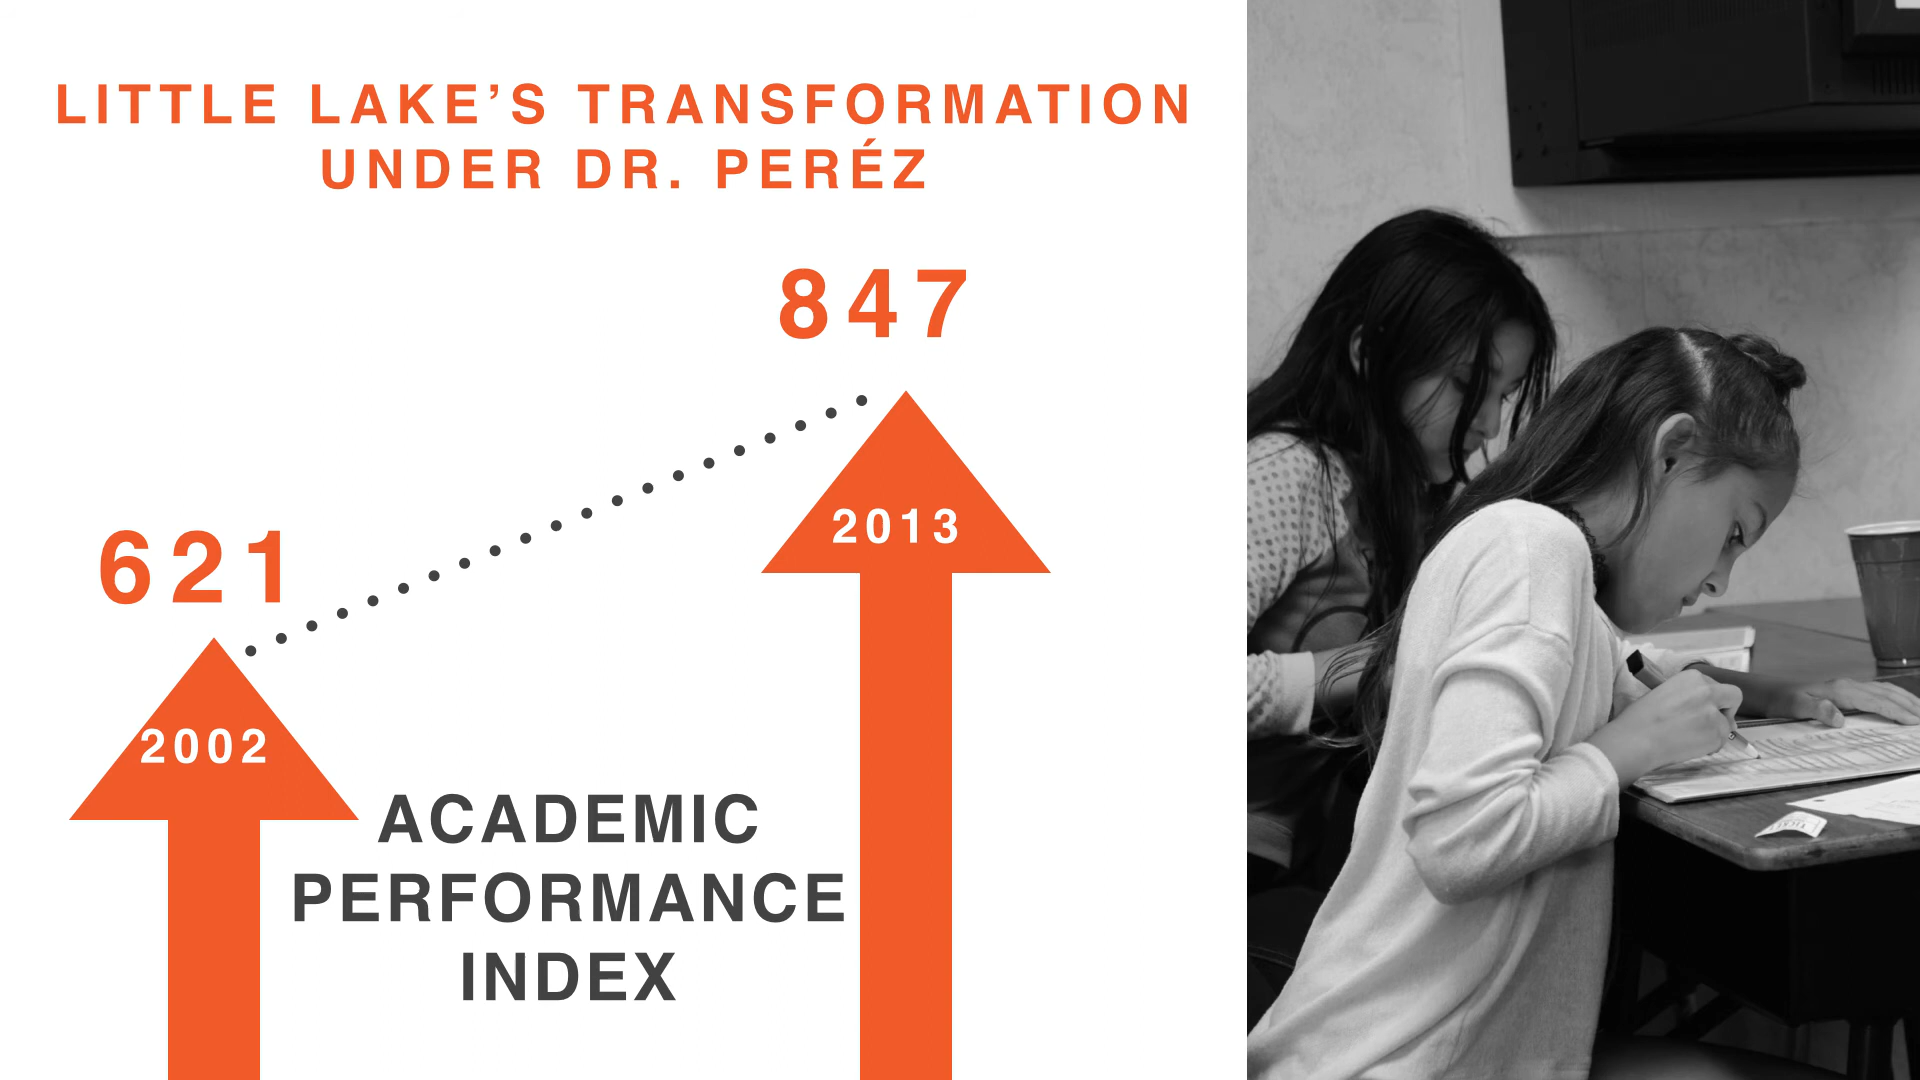 LITTLE LAKE’S TRANSFORMATION
UNDER DR. PERÉZ
847
2013
621
2002
ACADEMIC
PERFORMANCE
INDEX